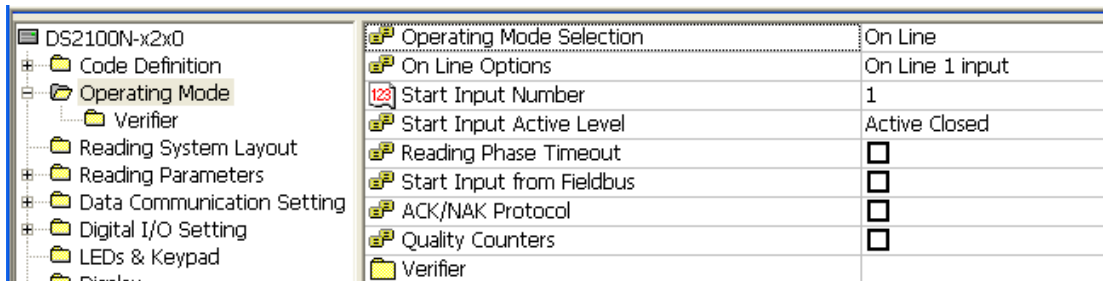 DS2100N-x2x0
Code Definition
Operating Mode
Verifier
Reading System Layout
Reading Parameters
Data Communication Setting
Digital I/O Setting
LEDs & Keypad
Display
Operating Mode Selection On Line
On Line Options On Line 1 input
123 Start Input Number 1
Start Input Active Level Active Closed
Reading Phase Timeout
Start Input from Fieldbus
ACK/NAK Protocol
Quality Counters
Verifier